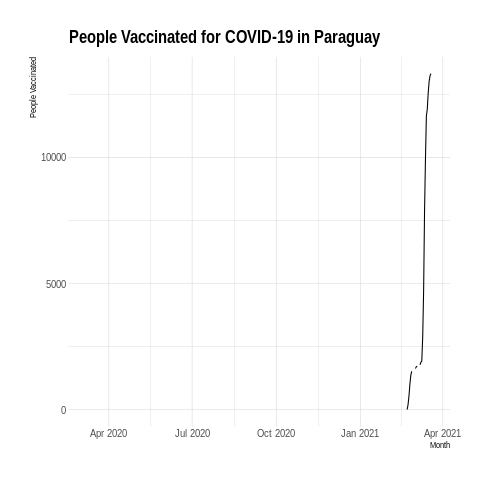 People Vaccinated for COVID-19 in Paraguay
People Vaccinated
10000
5000
0
Apr 2020 Jul 2020 Oct 2020 Jan 2021 Apr 2021
Month